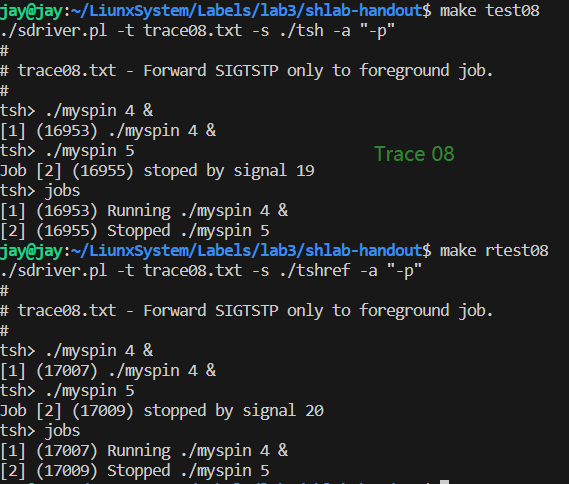 jay@jay:~/LiunxSystem/Labels/lab3/shlab-handout$ make test08
./sdriver.pl -t trace08.txt -s ./tsh -a "-p"
#
# trace08.txt - Forward SIGTSTP only to foreground job.
#
tsh> ./myspin 4 &
[1] (16953) ./myspin 4 &
tsh> ./myspin 5
Trace 08
Job [2] (16955) stoped by signal 19
tsh> jobs
[1] (16953) Running ./myspin 4 &
[2] (16955) Stopped ./myspin 5
jay@jay:~/LiunxSystem/Labels/lab3/shlab-handout$ make rtest08
./sdriver.pl -t trace08.txt -s ./tshref -a "-p"
#
# trace08.txt - Forward SIGTSTP only to foreground job.
#
tsh> ./myspin 4 &
[1] (17007) ./myspin 4 &
tsh> ./myspin 5
Job [2] (17009) stopped by signal 20
tsh> jobs
[1] (17007) Running ./myspin 4 &
[2] (17009) Stopped ./myspin 5